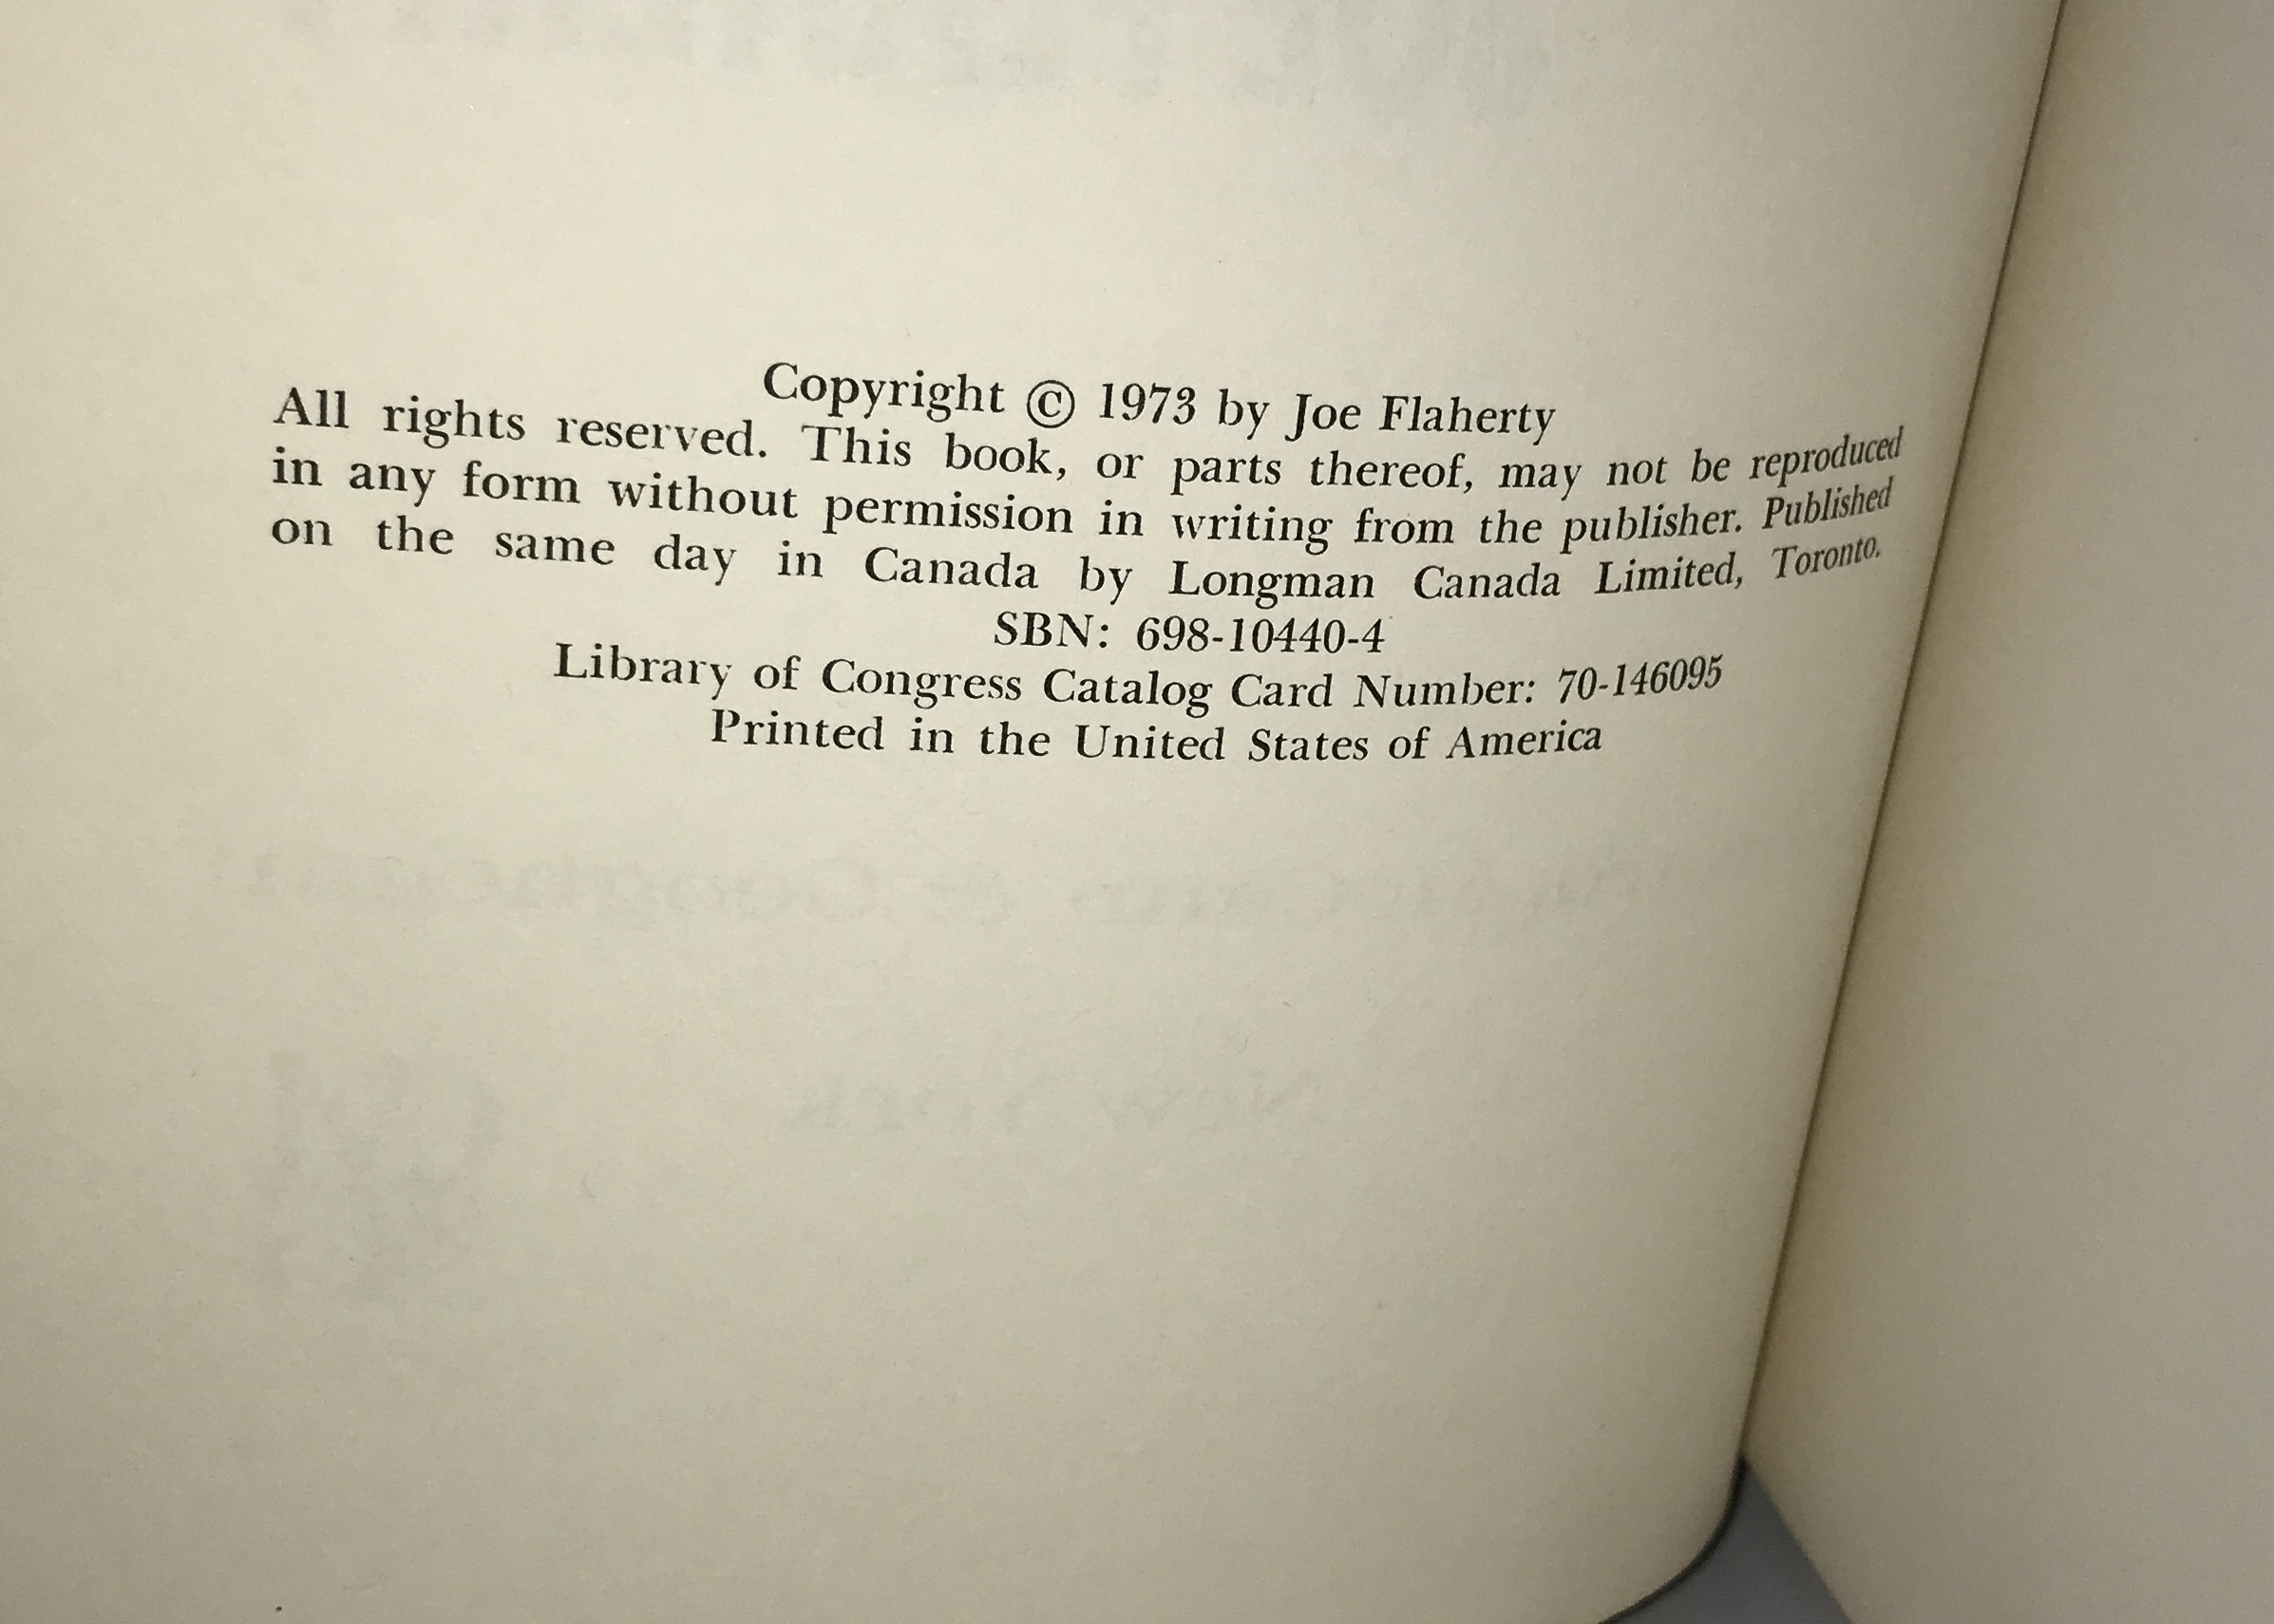 Copyright © 1973 by Joe Flaherty
All rights reserved. This book, or parts thereof, may not be reproduced
in any form without permission in writing from the publisher. Published
on the same day in Canada by Longman Canada Limited, Toronto.
SBN: 698-10440-4
Library of Congress Catalog Card Number: 70-146095
Printed in the United States of America